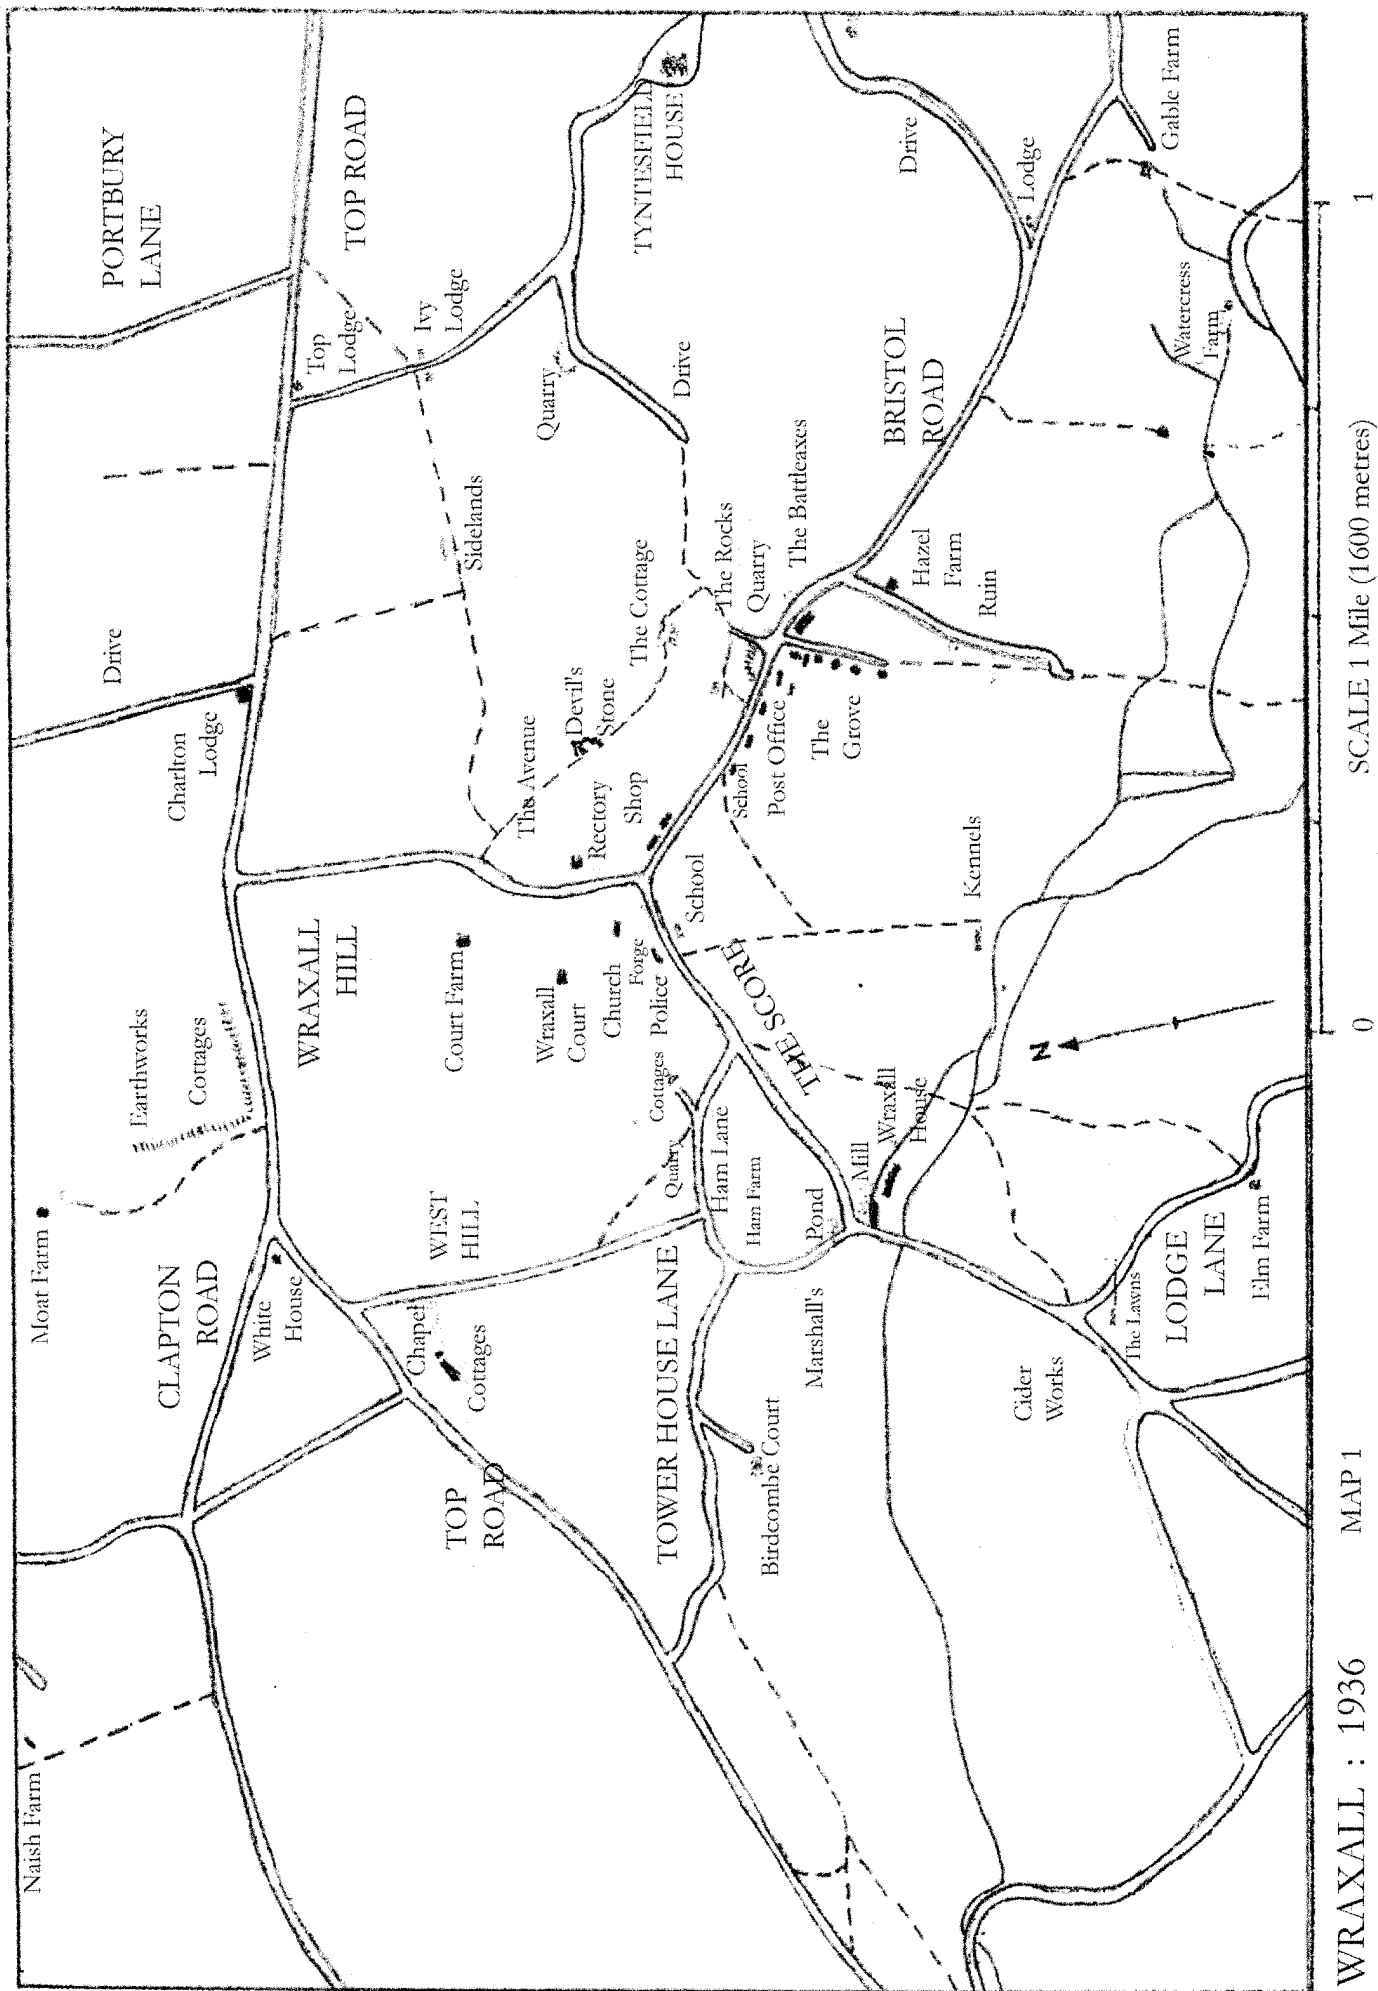 Naish Farm
Moat Farm
Earthworks
Cottages
Charlton
Lodge
Drive
PORTBURY
LANE
CLAPTON
ROAD
White
House
WRAXALL
HILL
Top
Lodge
TOP ROAD
Chapel
Cottages
WEST
HILL
Court Farm
Sidelands
Ivy
Lodge
TOP
ROAD
Wraxall
Court
The Avenue
Devil's
Stone
Quarry
Rectory
Church
Forge
Police
Shop
The Cottage
TYNTESFIELD
HOUSE
TOWER HOUSE LANE
Quarry
Cottages
School
Drive
Ham Lane
Ham Farm
THE SCORE
School
The Rocks
Quarry
Birdcombe Court
Marshall's
Pond
Post Office
The
Grove
The Battleaxes
Mill
Wraxall
House
BRISTOL
ROAD
Drive
Hazel
Farm
Ruin
Kennels
Lodge
Cider
Works
N
The Lawns
LODGE
LANE
Elm Farm
Watercress
Farm
Gable Farm
0
1
WRAXALL : 1936
MAP 1
SCALE 1 Mile (1600 metres)